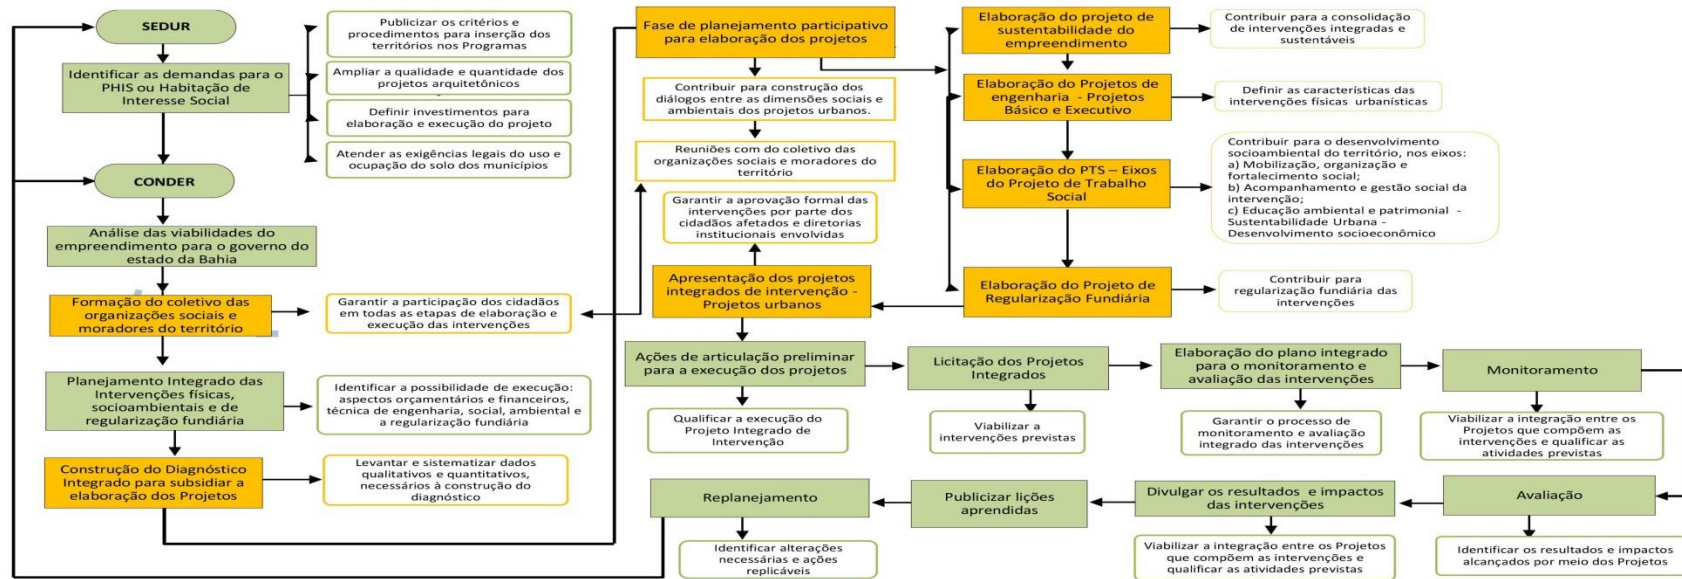 SEDUR
Identificar as demandas para o
PHIS ou Habitação de
Interesse Social
Publicizar os critérios e
procedimentos para inserção dos
territórios nos Programas
Ampliar a qualidade e quantidade dos
projetos arquitetônicos
Definir investimentos para
elaboração e execução do projeto
Atender as exigências legais do uso e
ocupação do solo dos municípios
CONDER
Análise das viabilidades do
empreendimento para o governo do
estado da Bahia
Formação do coletivo das
organizações sociais e
moradores do território
Garantir a participação dos cidadãos
em todas as etapas de elaboração e
execução das intervenções
Planejamento Integrado das
Intervenções físicas,
socioambientais e de
regularização fundiária
Identificar a possibilidade de execução:
aspectos orçamentários e financeiros,
técnica de engenharia, social, ambiental e
a regularização fundiária
Construção do Diagnóstico
Integrado para subsidiar a
elaboração dos Projetos
Levantar e sistematizar dados
qualitativos e quantitativos,
necessários à construção do
diagnóstico
Fase de planejamento participativo
para elaboração dos projetos
Contribuir para construção dos
diálogos entre as dimensões sociais e
ambientais dos projetos urbanos.
Reuniões com do coletivo das
organizações sociais e moradores do
território
Garantir a aprovação formal das
intervenções por parte dos
cidadãos afetados e diretorias
institucionais envolvidas
Apresentação dos projetos
integrados de intervenção -
Projetos urbanos
Elaboração do projeto de
sustentabilidade do
empreendimento
Contribuir para a consolidação
de intervenções integradas e
sustentáveis
Elaboração do Projetos de
engenharia - Projetos
Básico e Executivo
Definir as características das
intervenções físicas urbanísticas
Elaboração do PTS – Eixos
do Projeto de Trabalho
Social
Contribuir para o desenvolvimento
socioambiental do território, nos eixos:
a) Mobilização, organização e
fortalecimento social;
b) Acompanhamento e gestão social da
intervenção;
c) Educação ambiental e patrimonial -
Sustentabilidade Urbana -
Desenvolvimento socioeconômico
Elaboração do Projeto de
Regularização Fundiária
Contribuir para
regularização fundiária das
intervenções
Ações de articulação preliminar
para a execução dos projetos
Qualificar a execução do
Projeto Integrado de
Intervenção
Licitação dos Projetos
Integrados
Viabilizar a
intervenções previstas
Elaboração do plano integrado
para o monitoramento e
avaliação das intervenções
Garantir o processo de
monitoramento e avaliação
integrado das intervenções
Monitoramento
Viabilizar a integração entre os
Projetos que compõem as
intervenções e qualificar as
atividades previstas
Replanejamento
Identificar alterações
necessárias e ações
replicáveis
Publicizar lições
aprendidas
Divulgar os resultados e impactos
das intervenções
Viabilizar a integração entre os Projetos
que compõem as intervenções e
qualificar as atividades previstas
Avaliação
Identificar os resultados e impactos
alcançados por meio dos Projetos